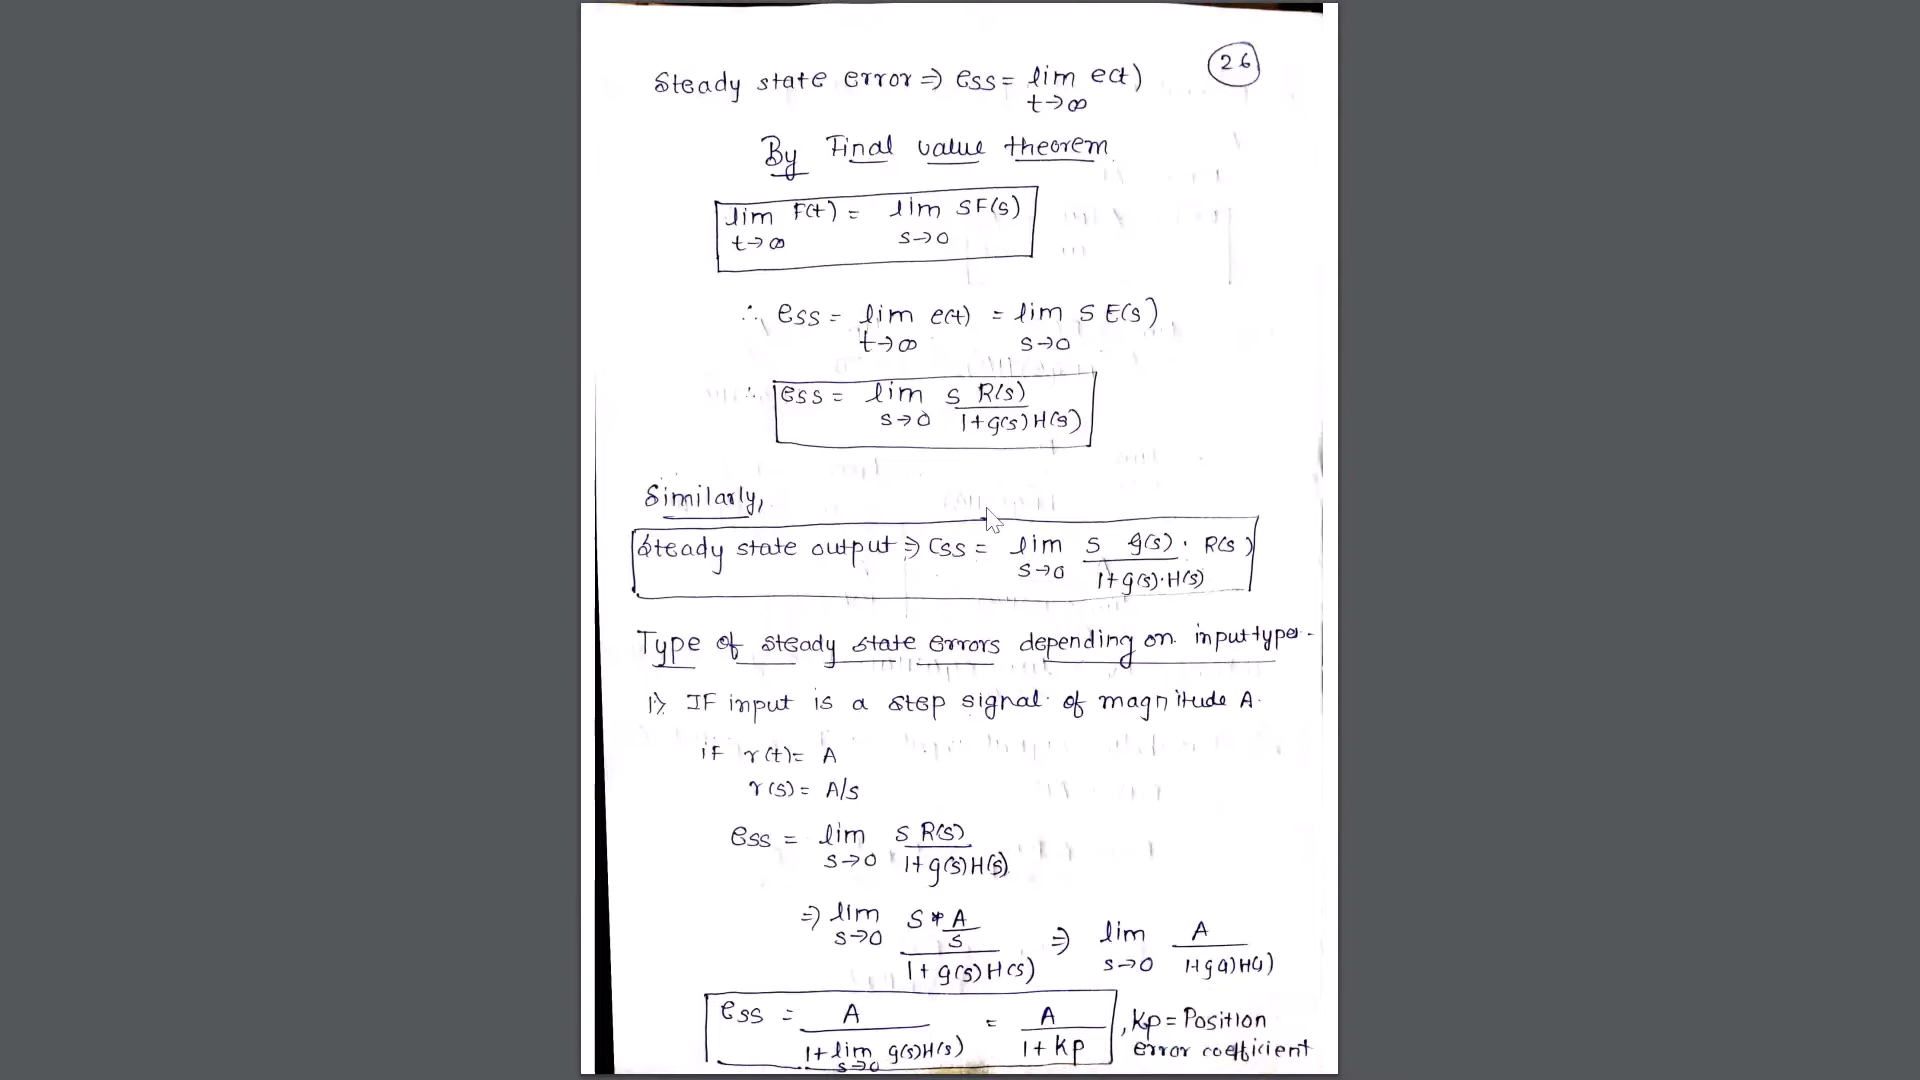 26
Steady state error ⇒ ess = lim e(t)
t→∞
By Final value theorem
lim F(t) = lim SF(s)
t→∞ s→0
∴ ess = lim e(t) = lim S E(s)
t→∞ s→0
∴ ess = lim s R(s)
s→0 1+g(s)H(s)
Similarly,
Steady state output ⇒ Css = lim s g(s). R(s)
s→0 1+g(s).H(s)
Type of steady state errors depending on input type-
1) IF input is a step signal of magnitude A.
if r(t)= A
r(s)= A/s
ess = lim s R(s)
s→0 1+g(s)H(s)
⇒ lim S*A
s→0 s
1+g(s)H(s)
⇒ lim A
s→0 1+g(s)H(s)
ess = A = A , Kp = Position
1+lim g(s)H(s) 1+Kp error coefficient
s→0